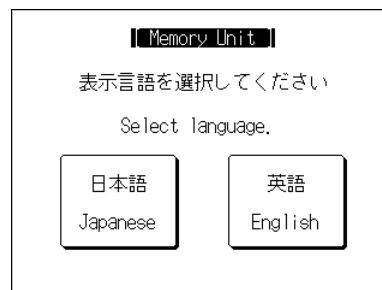 Memory Unit
表示言語を選択してください
Select language.
日本語
Japanese
英語
English